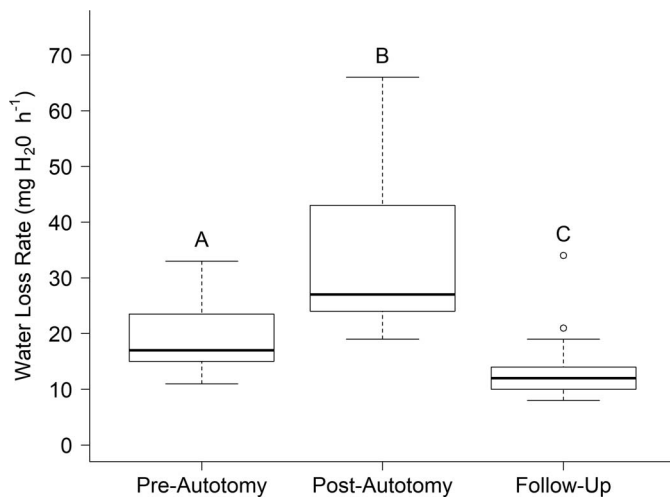 Water Loss Rate (mg H₂0 h⁻¹)
70
60
50
40
30
20
10
0
A
B
C
Pre-Autotomy Post-Autotomy Follow-Up